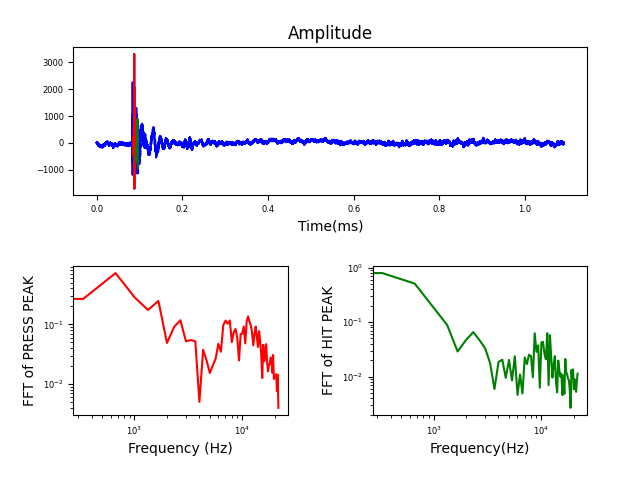 Amplitude
3000
2000
1000
0
−1000
0.0 0.2 0.4 0.6 0.8 1.0
Time(ms)
FFT of PRESS PEAK
10⁻¹
10⁻²
10³ 10⁴
Frequency (Hz)
FFT of HIT PEAK
10⁰
10⁻¹
10⁻²
10³ 10⁴
Frequency(Hz)